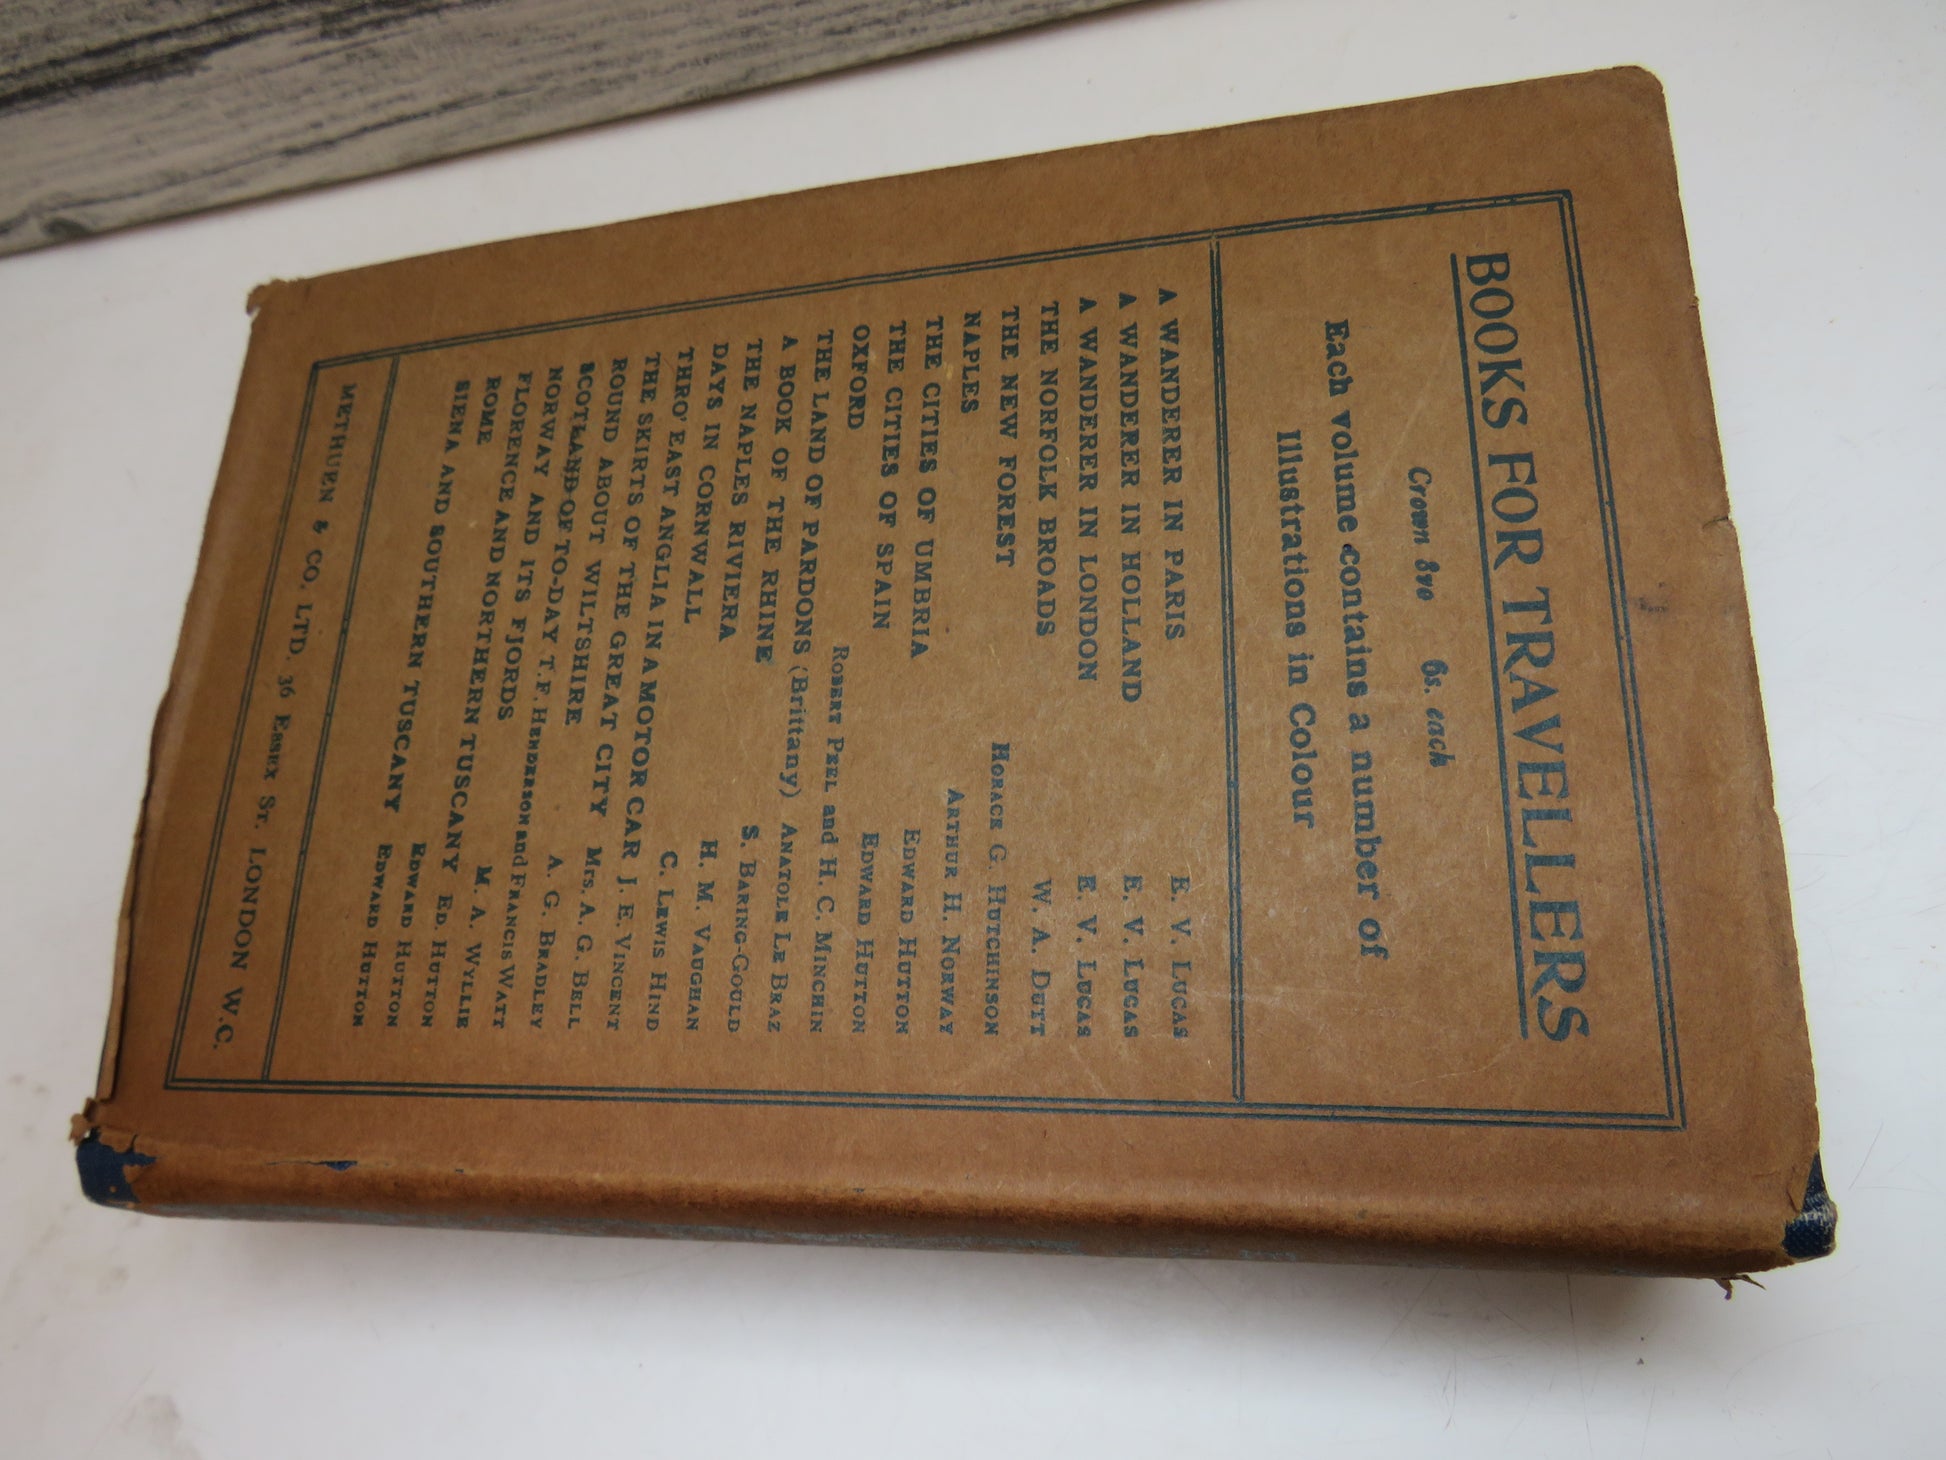 BOOKS FOR TRAVELLERS
Crown 8vo 6s. each
Each volume contains a number of
Illustrations in Colour
A WANDERER IN PARIS E. V. LUCAS
A WANDERER IN HOLLAND E. V. LUCAS
A WANDERER IN LONDON E. V. LUCAS
THE NORFOLK BROADS W. A. DUTT
THE NEW FOREST HORACE G. HUTCHINSON
NAPLES ARTHUR H. NORWAY
THE CITIES OF UMBRIA EDWARD HUTTON
THE CITIES OF SPAIN EDWARD HUTTON
OXFORD ROBERT PEEL and H. C. MINCHIN
THE LAND OF PARDONS (Brittany) ANATOLE LE BRAZ
A BOOK OF THE RHINE S. BARING-GOULD
THE NAPLES RIVIERA H. M. VAUGHAN
DAYS IN CORNWALL C. LEWIS HIND
THRO' EAST ANGLIA IN A MOTOR CAR J. E. VINCENT
THE SKIRTS OF THE GREAT CITY MRS. A. G. BELL
ROUND ABOUT WILTSHIRE A. G. BRADLEY
SCOTLAND OF TO-DAY T. F. HENDERSON and FRANCIS WATT
NORWAY AND ITS FJORDS M. A. WYLLIE
FLORENCE AND NORTHERN TUSCANY ED. HUTTON
ROME EDWARD HUTTON
SIENA AND SOUTHERN TUSCANY EDWARD HUTTON
METHUEN & CO. LTD. 36 ESSEX ST. LONDON W.C.